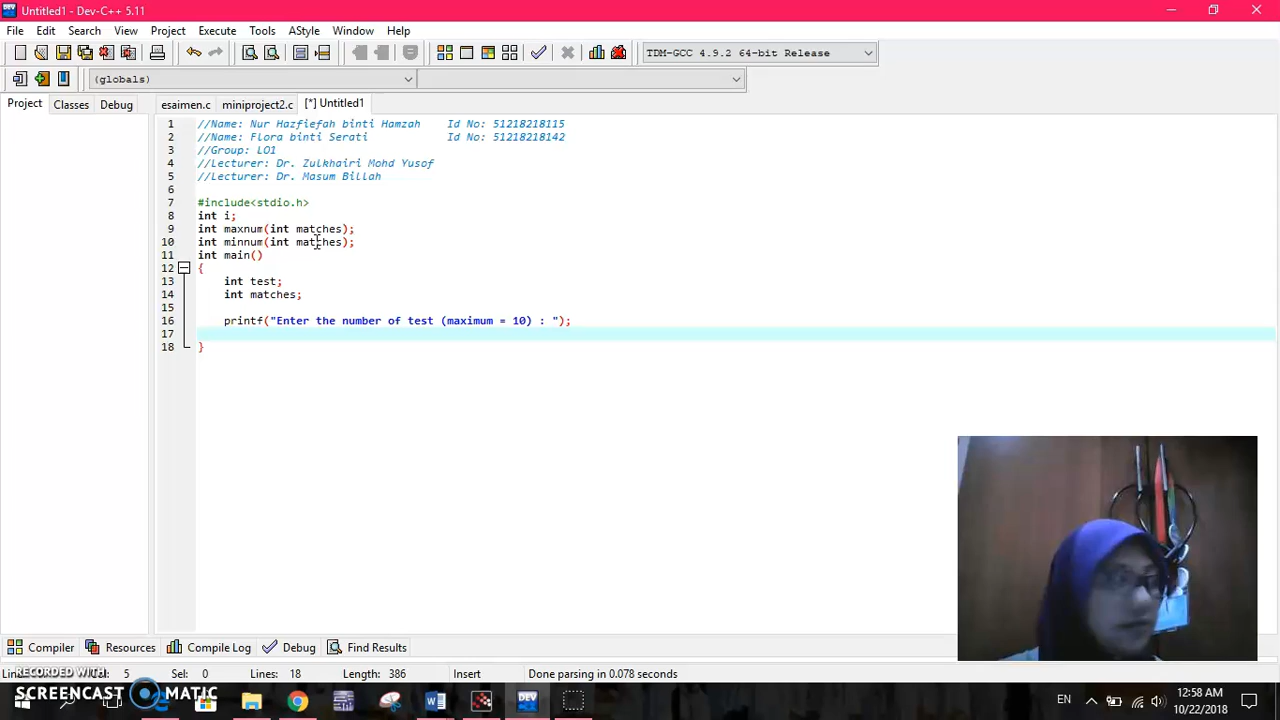 Untitled1 - Dev-C++ 5.11
File Edit Search View Project Execute Tools AStyle Window Help
TDM-GCC 4.9.2 64-bit Release
(globals)
Project Classes Debug esaimen.c miniproject2.c [*] Untitled1
1 //Name: Nur Hazfiefah binti Hamzah Id No: 51218218115
2 //Name: Flora binti Serati Id No: 51218218142
3 //Group: LO1
4 //Lecturer: Dr. Zulkhairi Mohd Yusof
5 //Lecturer: Dr. Masum Billah
6
7 #include<stdio.h>
8 int i;
9 int maxnum(int matches);
10 int minnum(int matches);
11 int main()
12 {
13 int test;
14 int matches;
15
16 printf("Enter the number of test (maximum = 10) : ");
17
18 }
Compiler Resources Compile Log Debug Find Results
Col: 5 Sel: 0 Lines: 18 Length: 386 Insert Done parsing in 0.078 seconds
RECORDED WITH
SCREENCAST MATIC
DEV
EN
12:58 AM
10/22/2018